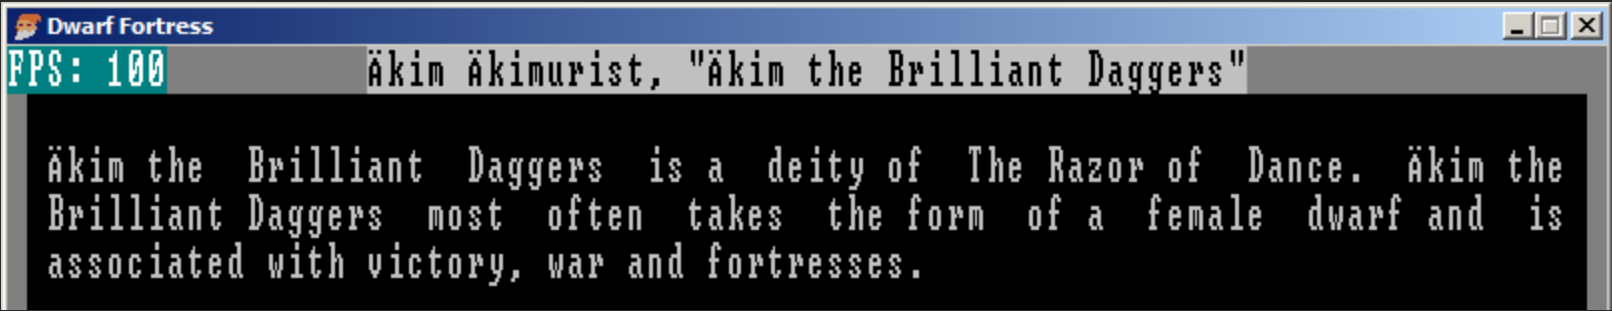 Dwarf Fortress
FPS: 100 Äkim Äkimurist, "Äkim the Brilliant Daggers"
Äkim the Brilliant Daggers is a deity of The Razor of Dance. Äkim the
Brilliant Daggers most often takes the form of a female dwarf and is
associated with victory, war and fortresses.